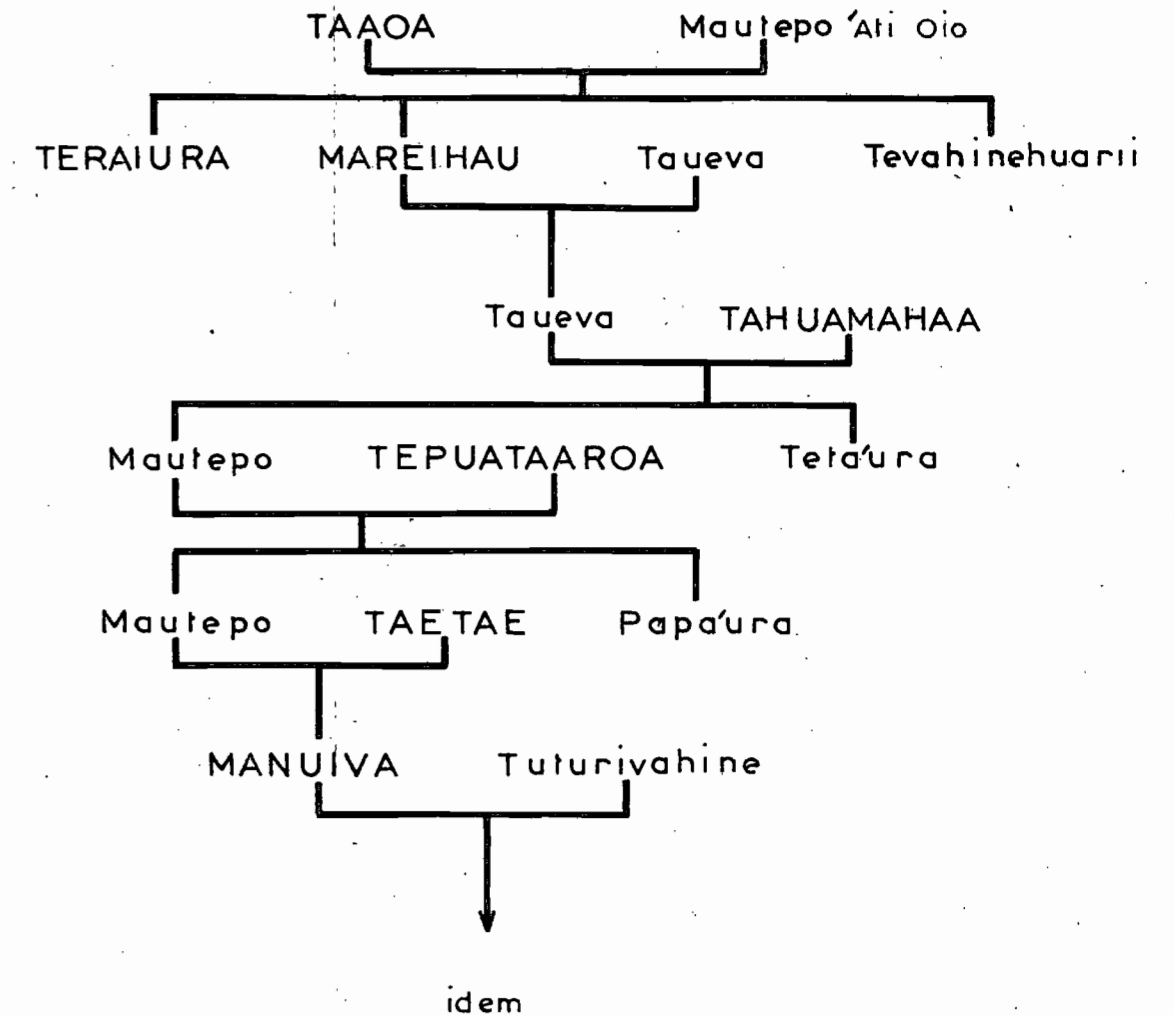 TAAOA Mautepo 'Ati Oio
TERAIURA MAREIHAU Taueva Tevahinehuarii
Taueva TAHUAMAHAA
Mautepo TEPUATAAROA Teta'ura
Mautepo TAETAE Papa'ura
MANUIVA Tuturivahine
idem